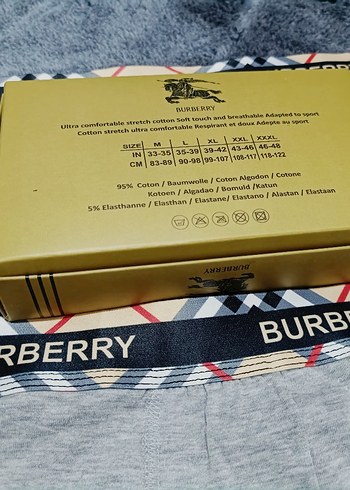 BURBERRY
Ultra comfortable stretch cotton Soft touch and breathable Adapted to sport
Cotton stretch ultra comfortable Respirant et doux Adepte au sport
SIZE M L XL XXL XXXL
IN 33-35 35-39 39-42 43-46 46-48
CM 83-89 90-98 99-107 108-117 118-122
95% Coton / Baumwolle / Coton Algodon / Cotone
Kotoen / Algadao / Bomuld /Katun
5% Elasthanne / Elasthan / Elastane / Elastano / Alastan / Elastaan
BURBERRY
RBERRY
BURB